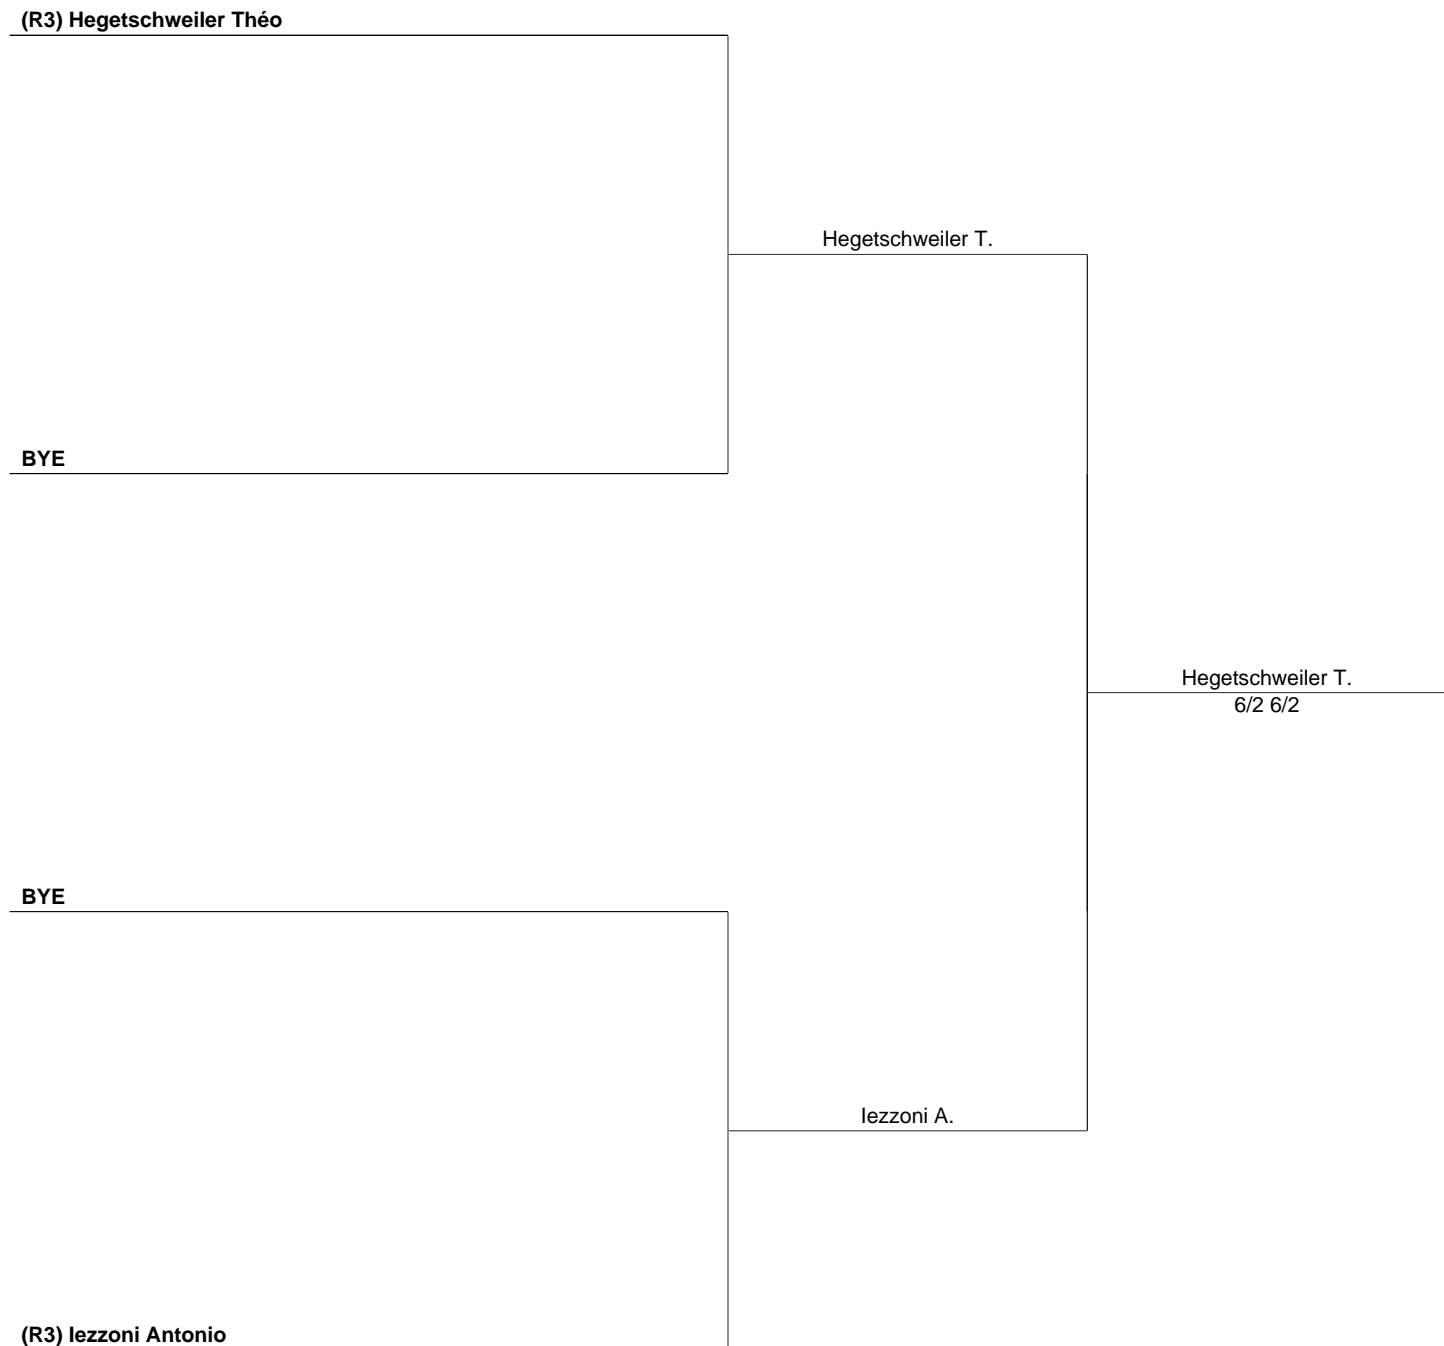 (R3) Hegetschweiler Théo
Hegetschweiler T.
BYE
Hegetschweiler T.
6/2 6/2
BYE
Iezzoni A.
(R3) Iezzoni Antonio